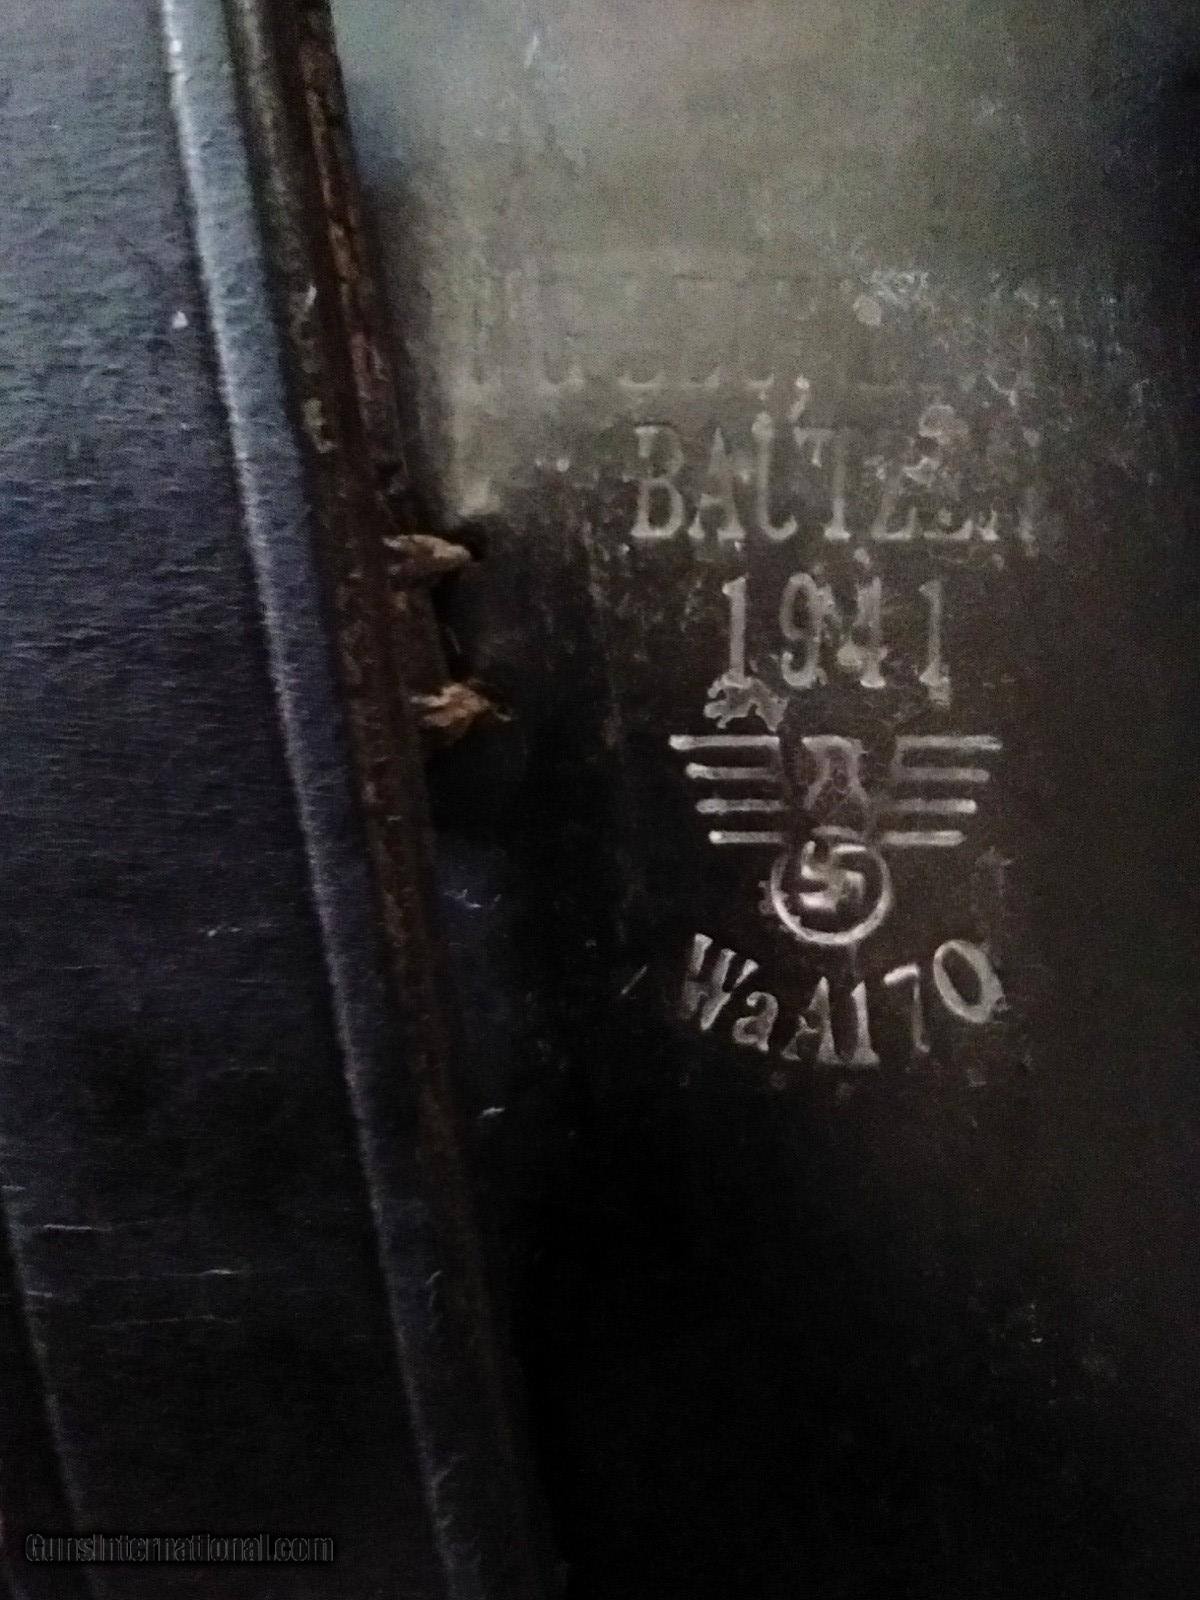 BAUTZEN
1941
WaA170
GunsInternational.com